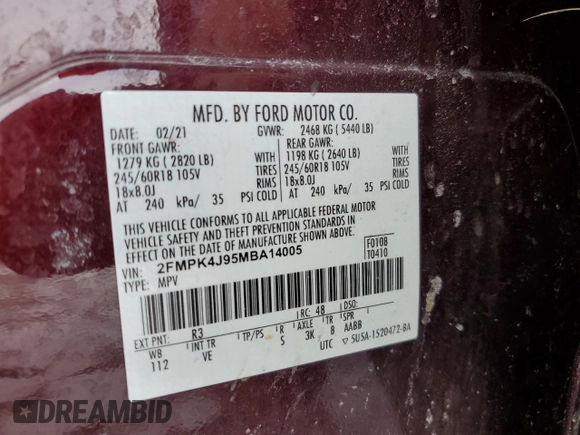 MFD. BY FORD MOTOR CO.
DATE: 02/21 GVWR: 2468 KG ( 5440 LB)
FRONT GAWR: REAR GAWR:
1279 KG ( 2820 LB) WITH 1198 KG ( 2640 LB) WITH
245/60R18 105V TIRES 245/60R18 105V TIRES
18x8.0J RIMS 18x8.0J RIMS
AT 240 kPa/ 35 PSI COLD AT 240 kPa/ 35 PSI COLD
THIS VEHICLE CONFORMS TO ALL APPLICABLE FEDERAL MOTOR
VEHICLE SAFETY AND THEFT PREVENTION STANDARDS IN EFFECT ON THE
DATE OF MANUFACTURE SHOWN ABOVE.
VIN: 2FMPK4J95MBA14005 F0108
TYPE: MPV T0410
EXT PNT: R3 RC: 48 DSO:
WB INT TR TP/PS R AXLE TR SPR
112 VE S 3K 8 AABB
UTC ▽ 5U5A-1520472-BA
DREAMBID